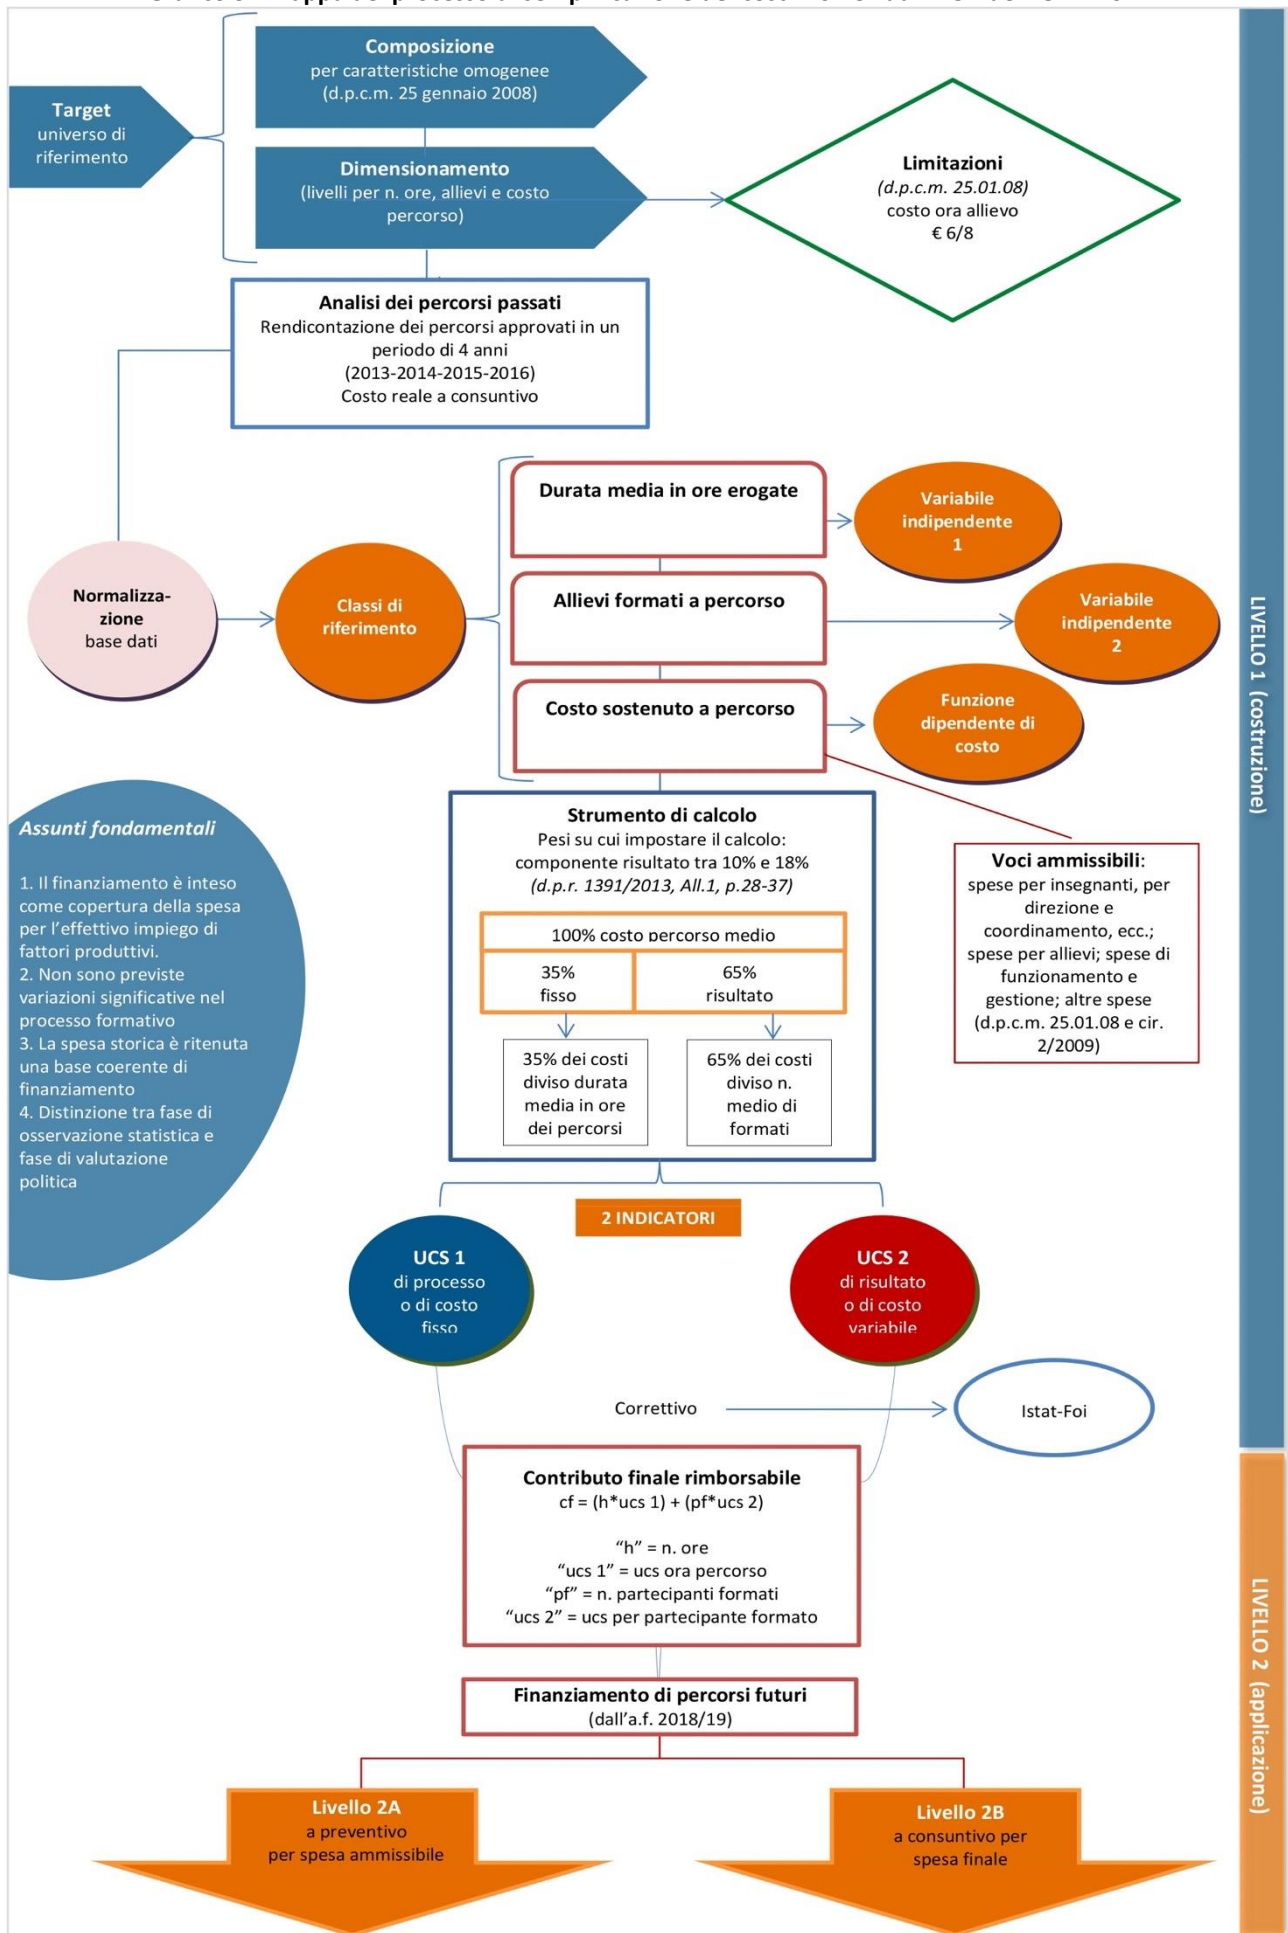 Composizione
per caratteristiche omogenee
(d.p.c.m. 25 gennaio 2008)
Target
universo di
riferimento
Dimensionamento
(livelli per n. ore, allievi e costo
percorso)
Limitazioni
(d.p.c.m. 25.01.08)
costo ora allievo
€ 6/8
Analisi dei percorsi passati
Rendicontazione dei percorsi approvati in un
periodo di 4 anni
(2013-2014-2015-2016)
Costo reale a consuntivo
Durata media in ore erogate
Variabile
indipendente
1
Normalizza-
zione
base dati
Classi di
riferimento
Allievi formati a percorso
Variabile
indipendente
2
Costo sostenuto a percorso
Funzione
dipendente di
costo
LIVELLO 1 (costruzione)
Assunti fondamentali
1. Il finanziamento è inteso
come copertura della spesa
per l'effettivo impiego di
fattori produttivi.
2. Non sono previste
variazioni significative nel
processo formativo
3. La spesa storica è ritenuta
una base coerente di
finanziamento
4. Distinzione tra fase di
osservazione statistica e
fase di valutazione
politica
Strumento di calcolo
Pesi su cui impostare il calcolo:
componente risultato tra 10% e 18%
(d.p.r. 1391/2013, All.1, p.28-37)
100% costo percorso medio
35%
fisso
65%
risultato
35% dei costi
diviso durata
media in ore
dei percorsi
65% dei costi
diviso n.
medio di
formati
Voci ammissibili:
spese per insegnanti, per
direzione e
coordinamento, ecc.;
spese per allievi; spese di
funzionamento e
gestione; altre spese
(d.p.c.m. 25.01.08 e cir.
2/2009)
2 INDICATORI
UCS 1
di processo
o di costo
fisso
UCS 2
di risultato
o di costo
variabile
Correttivo
Istat-Foi
Contributo finale rimborsabile
cf = (h*ucs 1) + (pf*ucs 2)
“h” = n. ore
“ucs 1” = ucs ora percorso
“pf” = n. partecipanti formati
“ucs 2” = ucs per partecipante formato
Finanziamento di percorsi futuri
(dall'a.f. 2018/19)
LIVELLO 2 (applicazione)
Livello 2A
a preventivo
per spesa ammissibile
Livello 2B
a consuntivo per
spesa finale